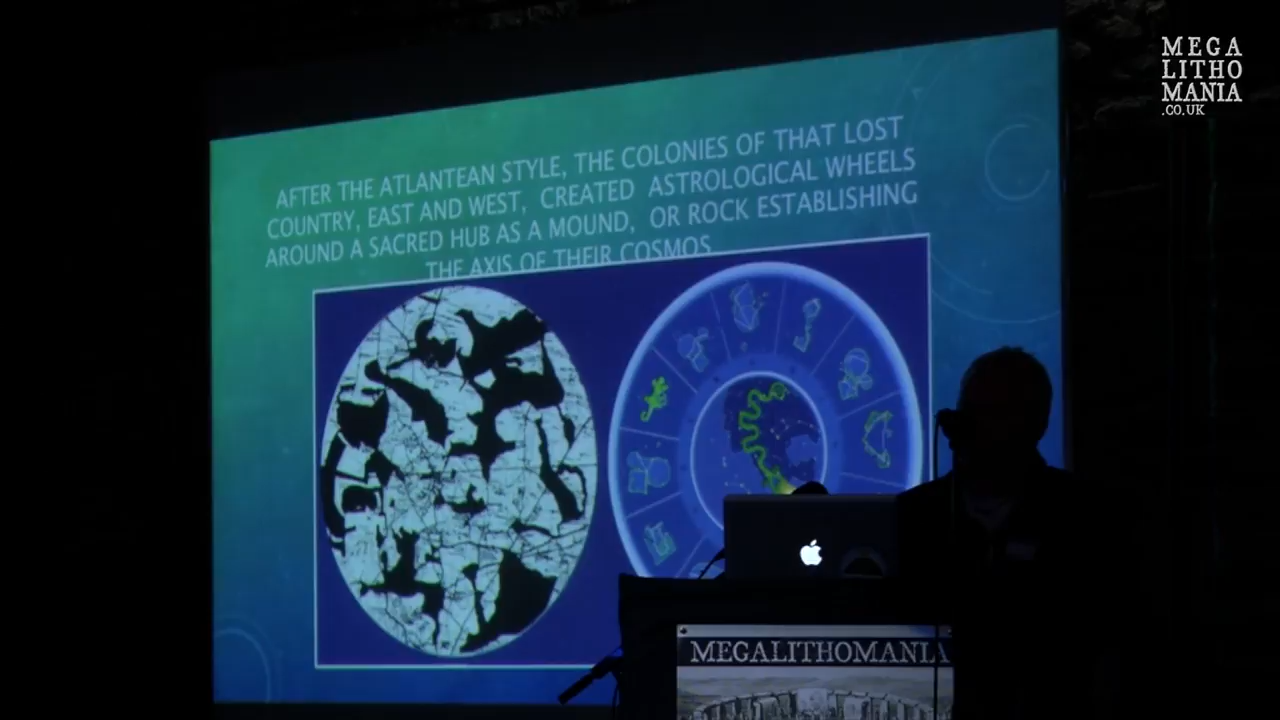 MEGA
LITHO
MANIA
.CO.UK
AFTER THE ATLANTEAN STYLE, THE COLONIES OF THAT LOST
COUNTRY, EAST AND WEST, CREATED ASTROLOGICAL WHEELS
AROUND A SACRED HUB AS A MOUND, OR ROCK ESTABLISHING
THE AXIS OF THEIR COSMOS
MEGALITHOMANIA